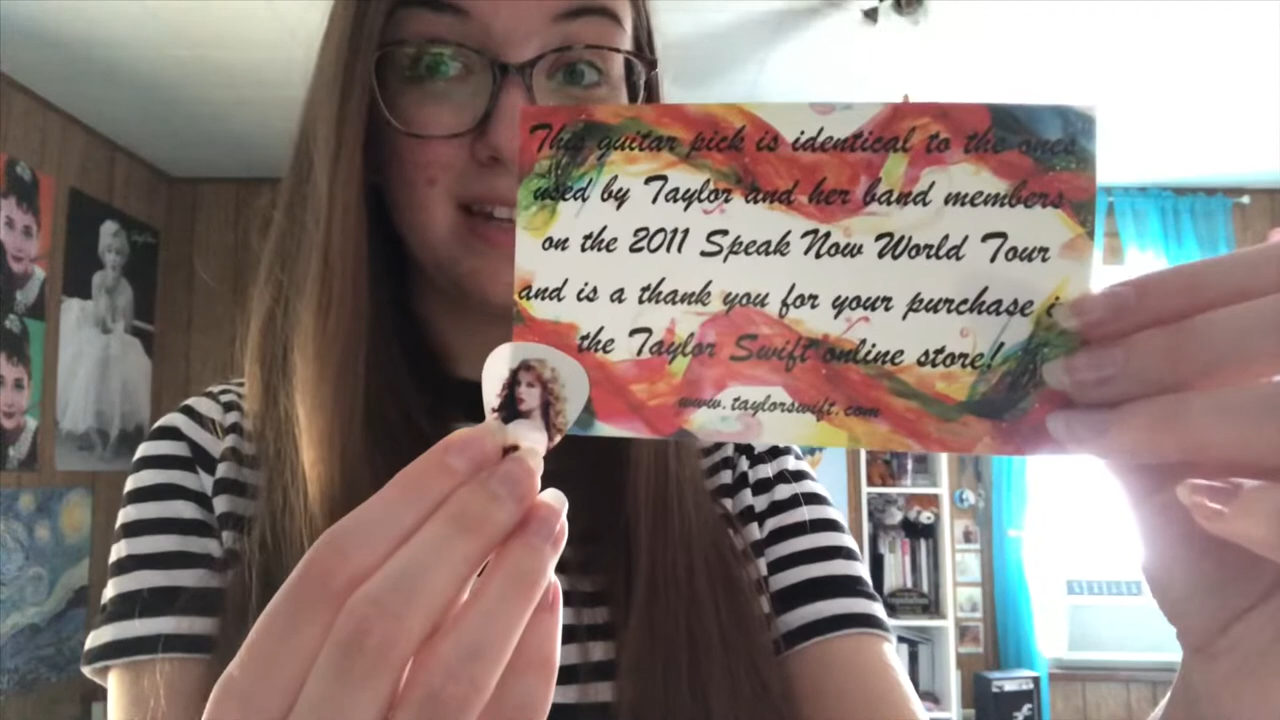 This guitar pick is identical to the ones
used by Taylor and her band members
on the 2011 Speak Now World Tour
and is a thank you for your purchase
the Taylor Swift online store!
www.taylorswift.com